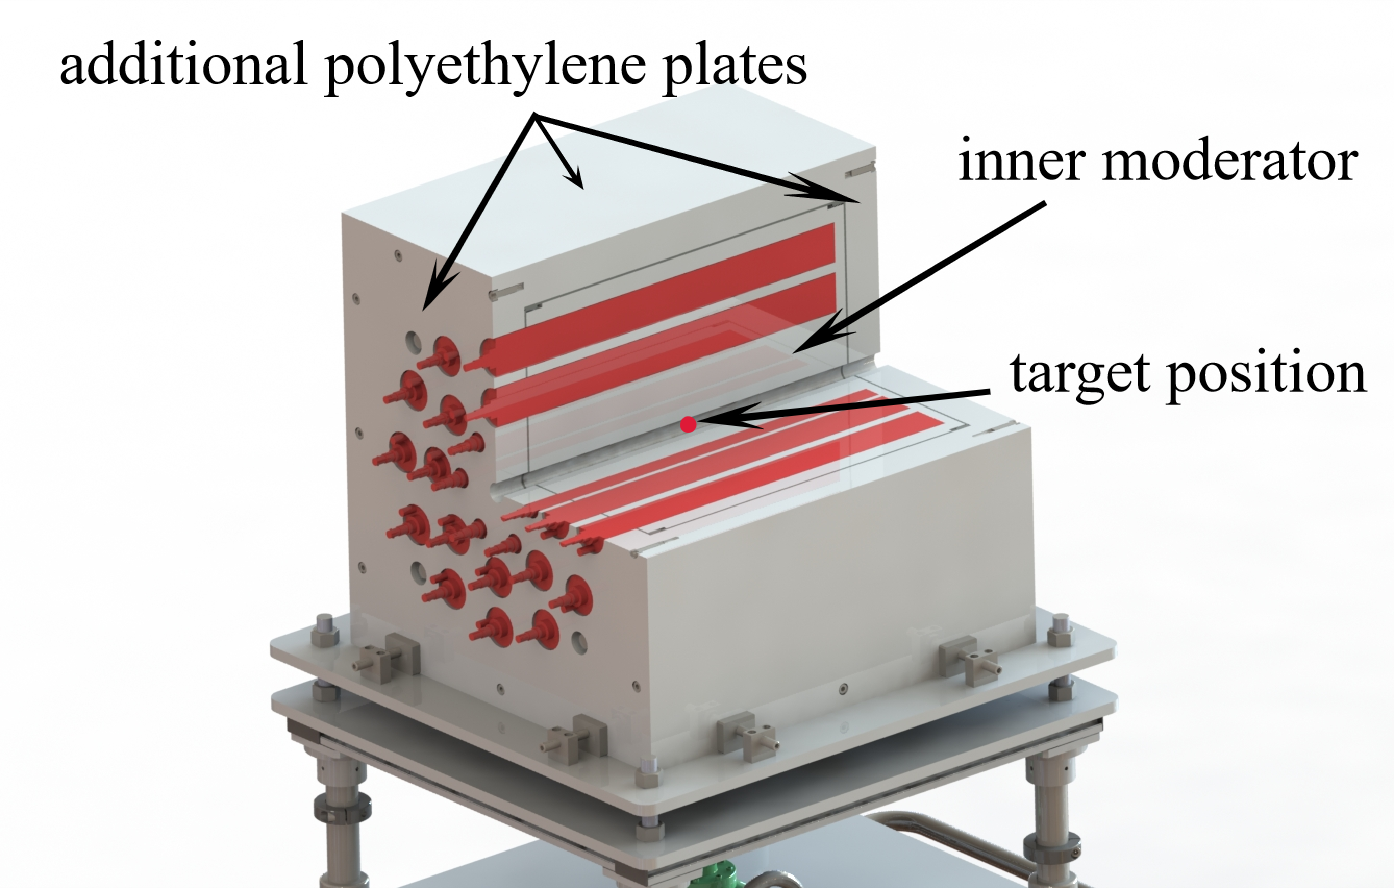 additional polyethylene plates
inner moderator
target position